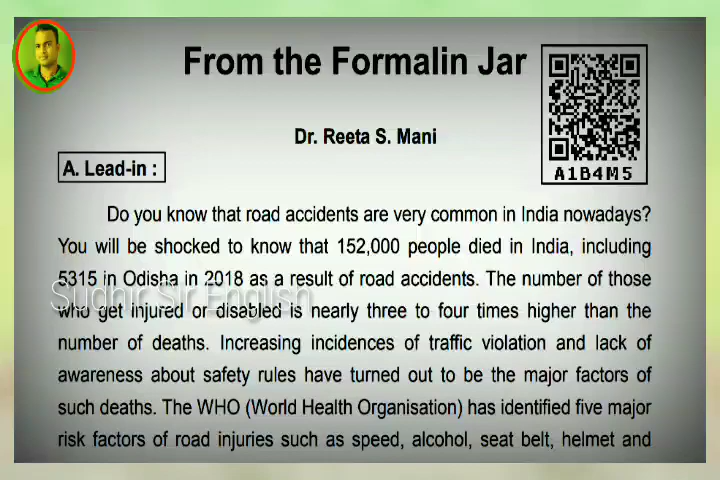 From the Formalin Jar
A1B4M5
Dr. Reeta S. Mani
A. Lead-in :
Do you know that road accidents are very common in India nowadays?
You will be shocked to know that 152,000 people died in India, including
5315 in Odisha in 2018 as a result of road accidents. The number of those
Sudhir Sir English
who get injured or disabled is nearly three to four times higher than the
number of deaths. Increasing incidences of traffic violation and lack of
awareness about safety rules have turned out to be the major factors of
such deaths. The WHO (World Health Organisation) has identified five major
risk factors of road injuries such as speed, alcohol, seat belt, helmet and